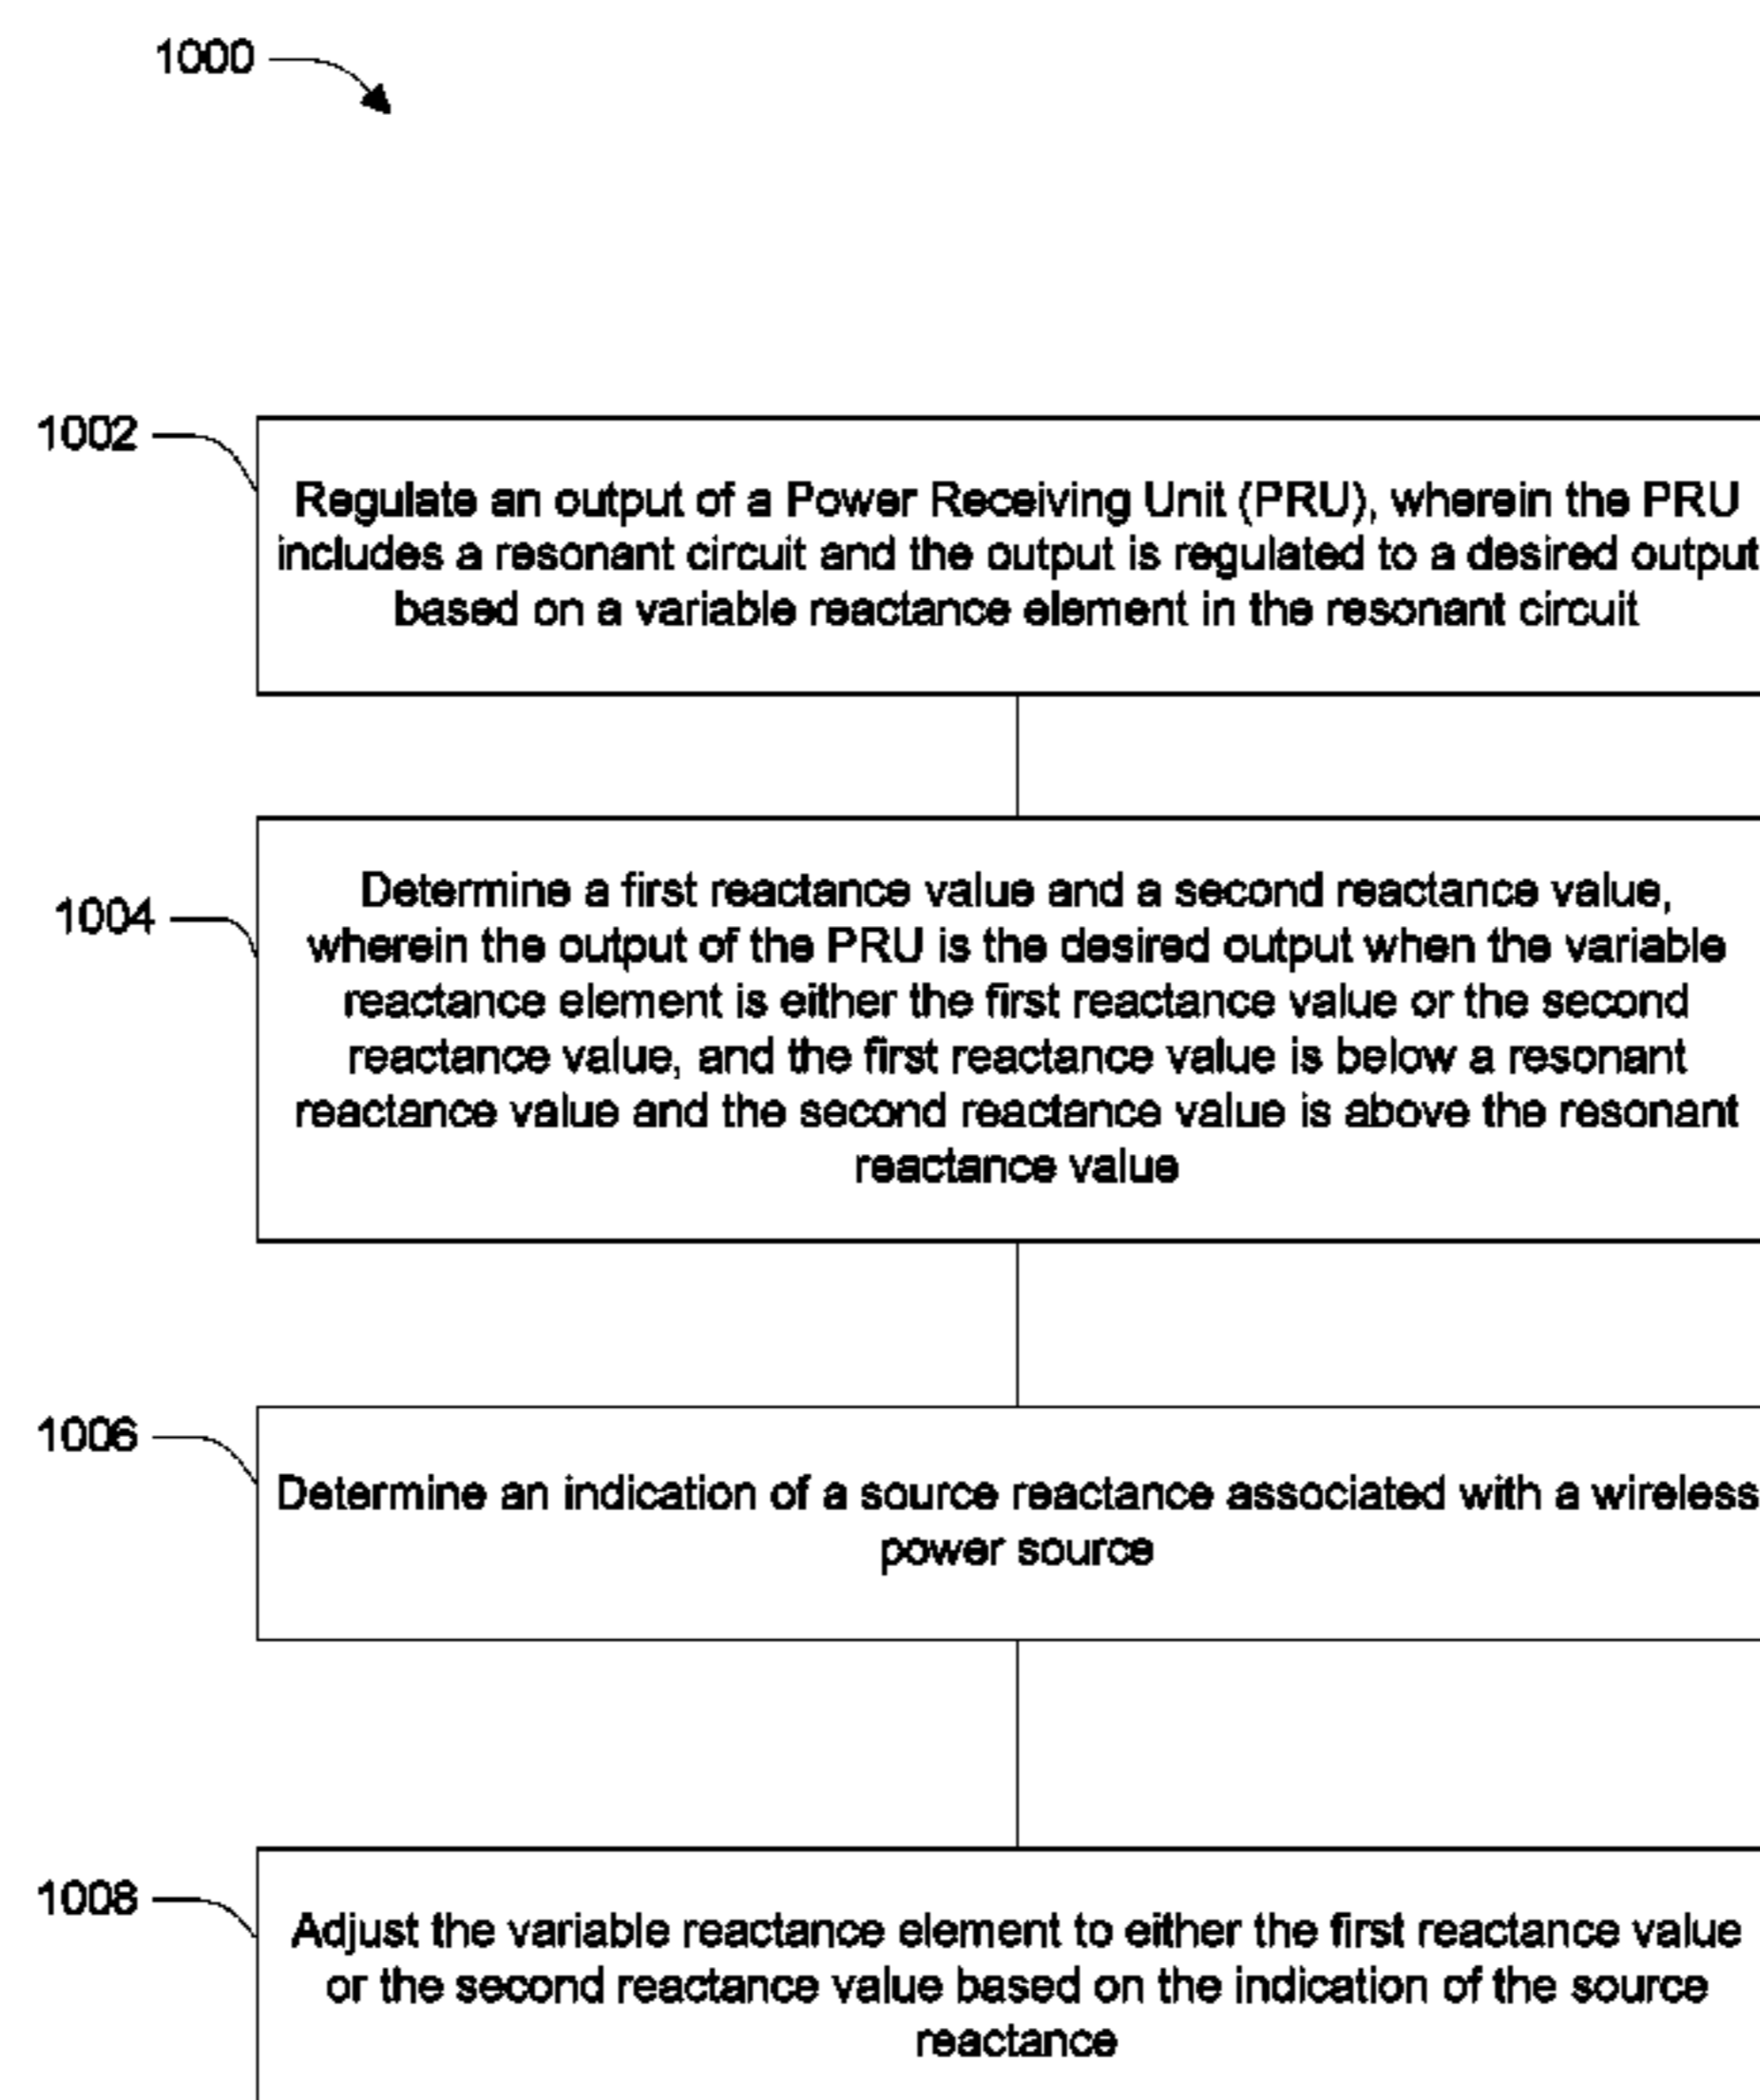 1000
1002
Regulate an output of a Power Receiving Unit (PRU), wherein the PRU
includes a resonant circuit and the output is regulated to a desired output
based on a variable reactance element in the resonant circuit
1004
Determine a first reactance value and a second reactance value,
wherein the output of the PRU is the desired output when the variable
reactance element is either the first reactance value or the second
reactance value, and the first reactance value is below a resonant
reactance value and the second reactance value is above the resonant
reactance value
1006
Determine an indication of a source reactance associated with a wireless
power source
1008
Adjust the variable reactance element to either the first reactance value
or the second reactance value based on the indication of the source
reactance